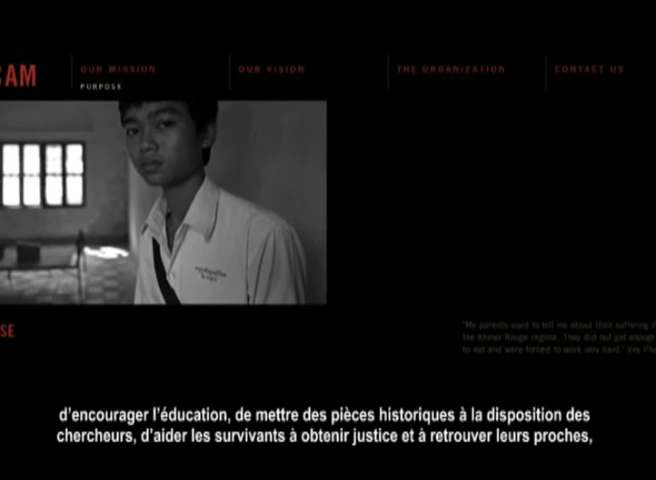 CAM
OUR MISSION
OUR VISION
THE ORGANIZATION
CONTACT US
PURPOSE
SE
"My parents used to tell me about their suffering
the Khmer Rouge regime. They did not get enough
to eat and were forced to work very hard." Vey
d'encourager l'éducation, de mettre des pièces historiques à la disposition des
chercheurs, d'aider les survivants à obtenir justice et à retrouver leurs proches,